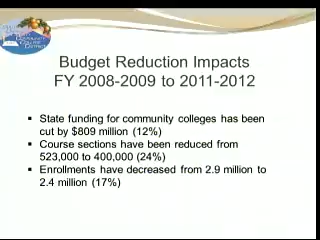 Budget Reduction Impacts
FY 2008-2009 to 2011-2012
▪ State funding for community colleges has been
cut by $809 million (12%)
▪ Course sections have been reduced from
523,000 to 400,000 (24%)
▪ Enrollments have decreased from 2.9 million to
2.4 million (17%)